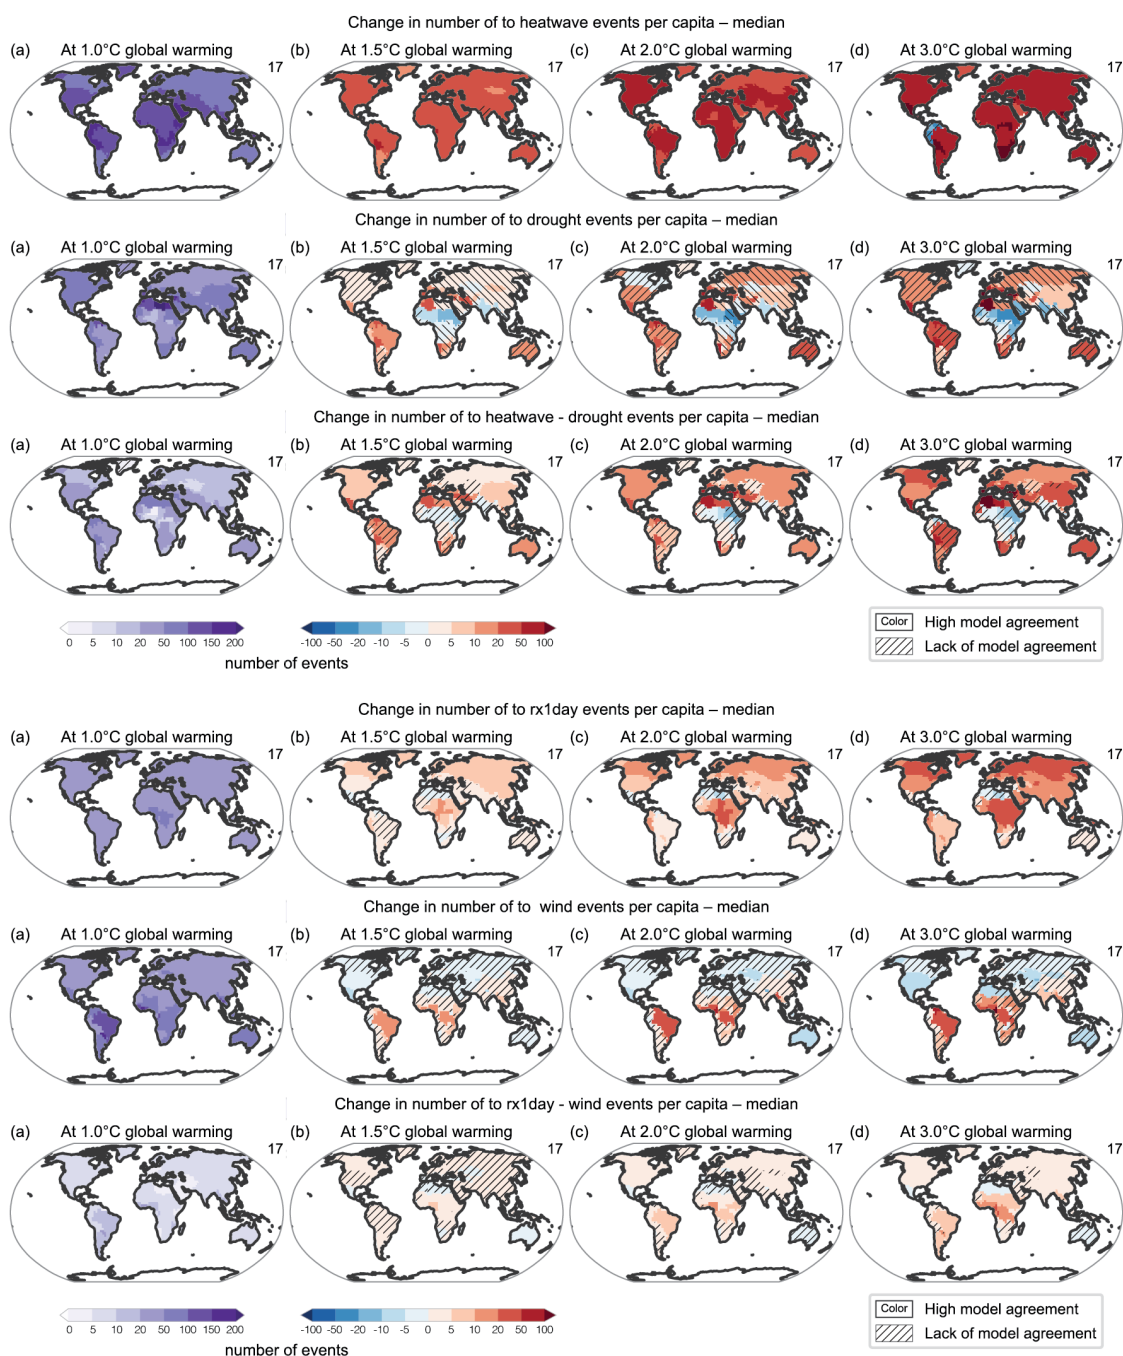 Change in number of to heatwave events per capita – median
(a) At 1.0°C global warming 17 (b) At 1.5°C global warming (c) At 2.0°C global warming (d) At 3.0°C global warming 17
Change in number of to drought events per capita – median
(a) At 1.0°C global warming 17 (b) At 1.5°C global warming 17 (c) At 2.0°C global warming 17 (d) At 3.0°C global warming 17
Change in number of to heatwave - drought events per capita – median
(a) At 1.0°C global warming 17 (b) At 1.5°C global warming 17 (c) At 2.0°C global warming 17 (d) At 3.0°C global warming 17
0 5 10 20 50 100 150 200 -100 -50 -20 -10 -5 0 5 10 20 50 100
number of events
Color High model agreement
Lack of model agreement
Change in number of to rx1day events per capita – median
(a) At 1.0°C global warming 17 (b) At 1.5°C global warming 17 (c) At 2.0°C global warming 17 (d) At 3.0°C global warming 17
Change in number of to wind events per capita – median
(a) At 1.0°C global warming 17 (b) At 1.5°C global warming 17 (c) At 2.0°C global warming 17 (d) At 3.0°C global warming 17
Change in number of to rx1day - wind events per capita – median
(a) At 1.0°C global warming 17 (b) At 1.5°C global warming 17 (c) At 2.0°C global warming 17 (d) At 3.0°C global warming 17
0 5 10 20 50 100 150 200 -100 -50 -20 -10 -5 0 5 10 20 50 100
number of events
Color High model agreement
Lack of model agreement